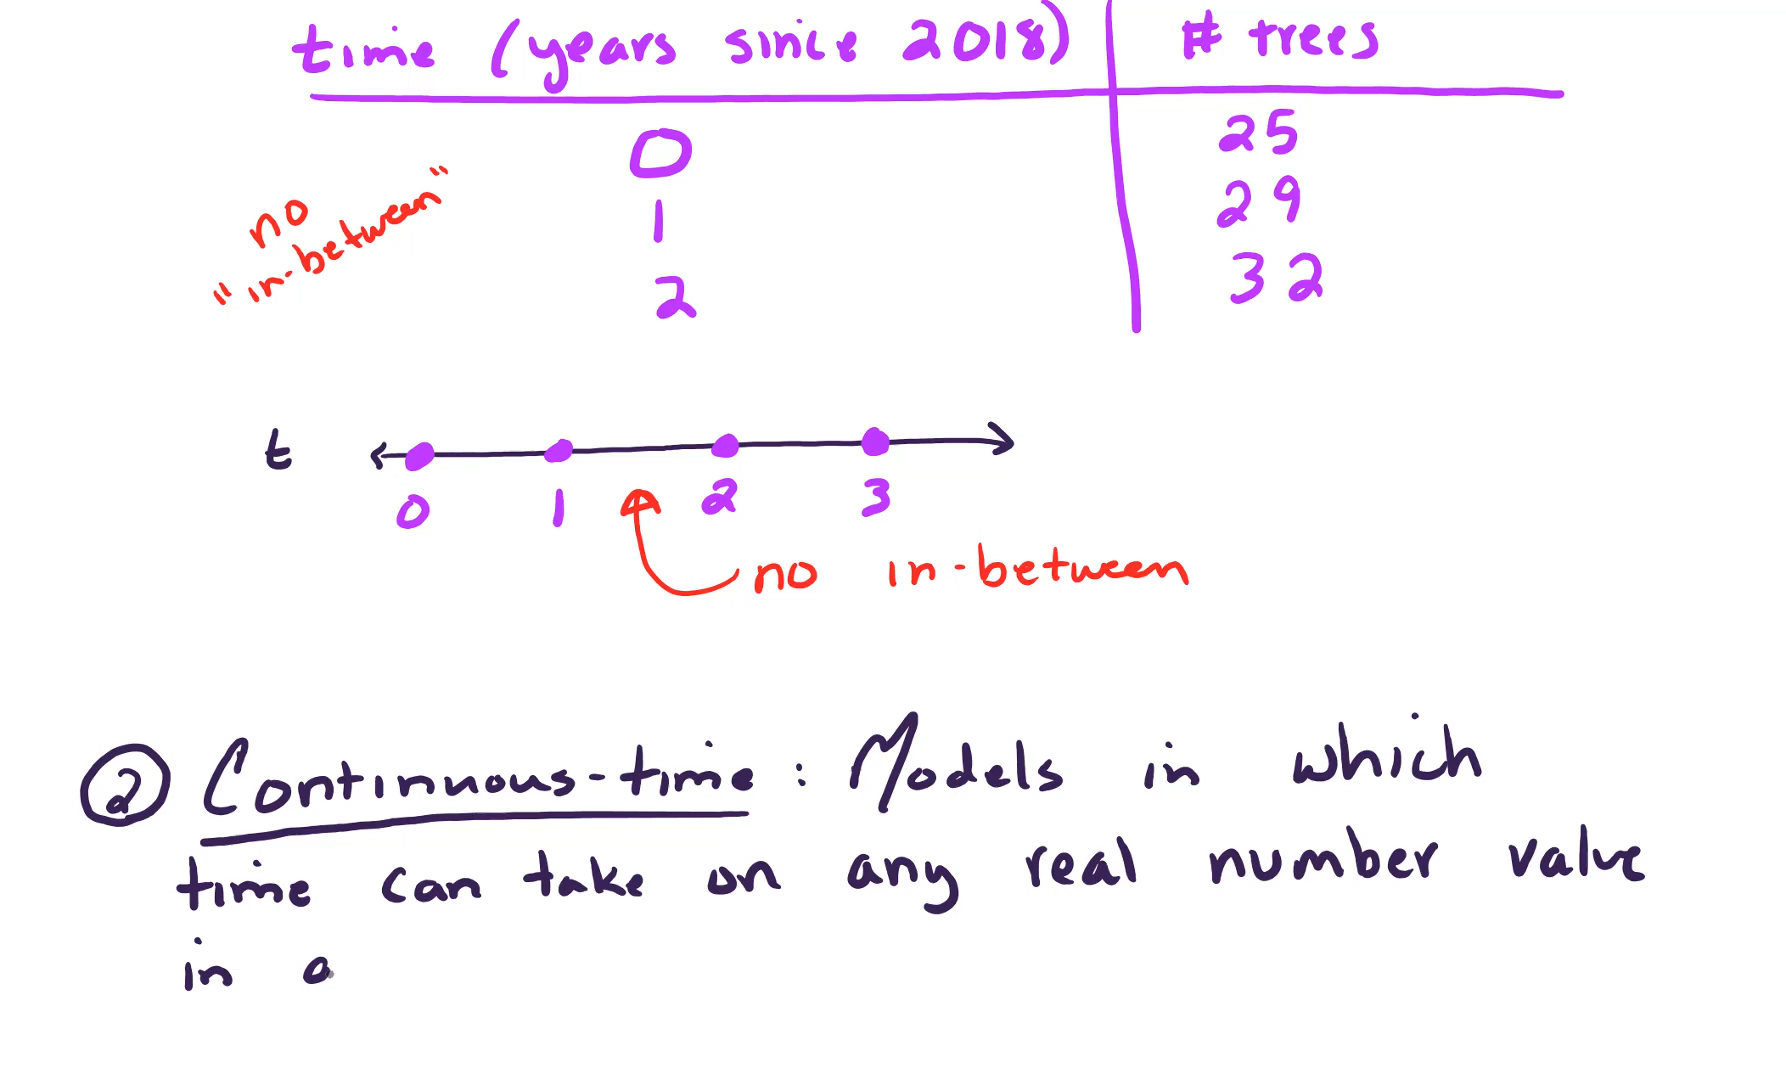 time (years since 2018) # trees
0 25
no
"in-between"
1 29
2 32
t
0 1 2 3
no in-between
② Continuous-time: Models in which
time can take on any real number value
in a